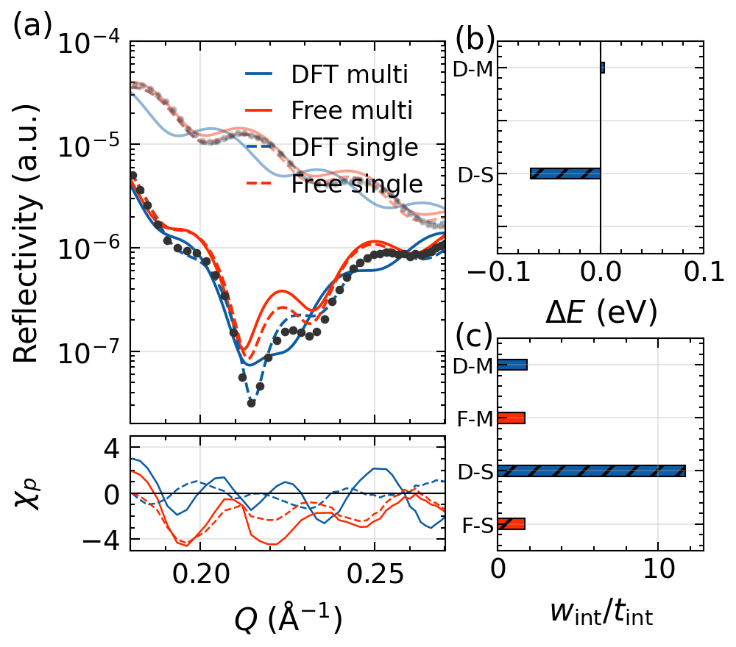 (a)
Reflectivity (a.u.)
10⁻⁴
10⁻⁵
10⁻⁶
10⁻⁷
DFT multi
Free multi
DFT single
Free single
χₚ
4
0
−4
0.20
0.25
Q (Å⁻¹)
(b)
D-M
D-S
−0.1
0.0
0.1
ΔE (eV)
(c)
D-M
F-M
D-S
F-S
0
10
w_int/t_int